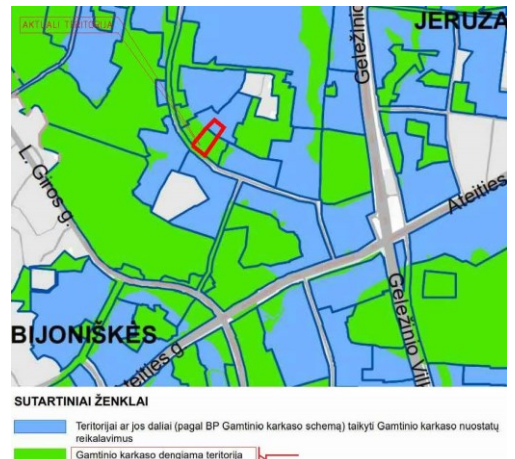 AKTUALI TERITORIJA
JERUZA
Geležinio
L. Giros g.
Ateities
BIJONIŠKĖS
Geležinio Vilk
Ateities g.
SUTARTINIAI ŽENKLAI
Teritorijai ar jos daliai (pagal BP Gamtinio karkaso schemą) taikyti Gamtinio karkaso nuostatų
reikalavimus
Gamtinio karkaso dengiama teritorija